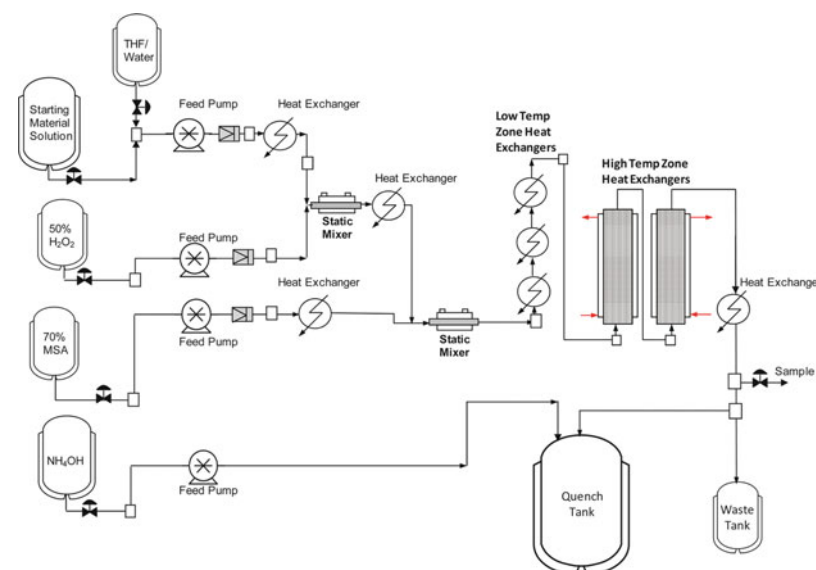 THF/
Water
Starting
Material
Solution
Feed Pump
Heat Exchanger
Low Temp
Zone Heat
Exchangers
High Temp Zone
Heat Exchangers
Heat Exchanger
Static
Mixer
50%
H₂O₂
Feed Pump
Heat Exchanger
Heat Exchange
70%
MSA
Feed Pump
Static
Mixer
Sample
NH₄OH
Feed Pump
Quench
Tank
Waste
Tank